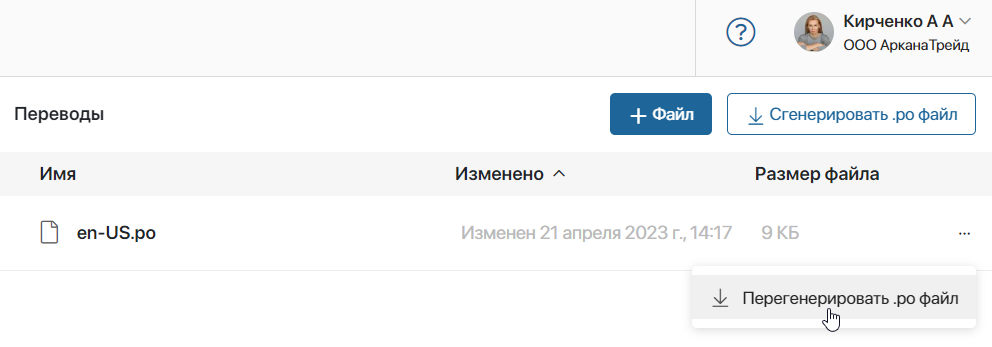 ?
Кирченко А А
ООО АрканаТрейд
Переводы
+ Файл
Сгенерировать .po файл
Имя
Изменено
Размер файла
en-US.po
Изменен 21 апреля 2023 г., 14:17
9 КБ
...
Перегенерировать .po файл